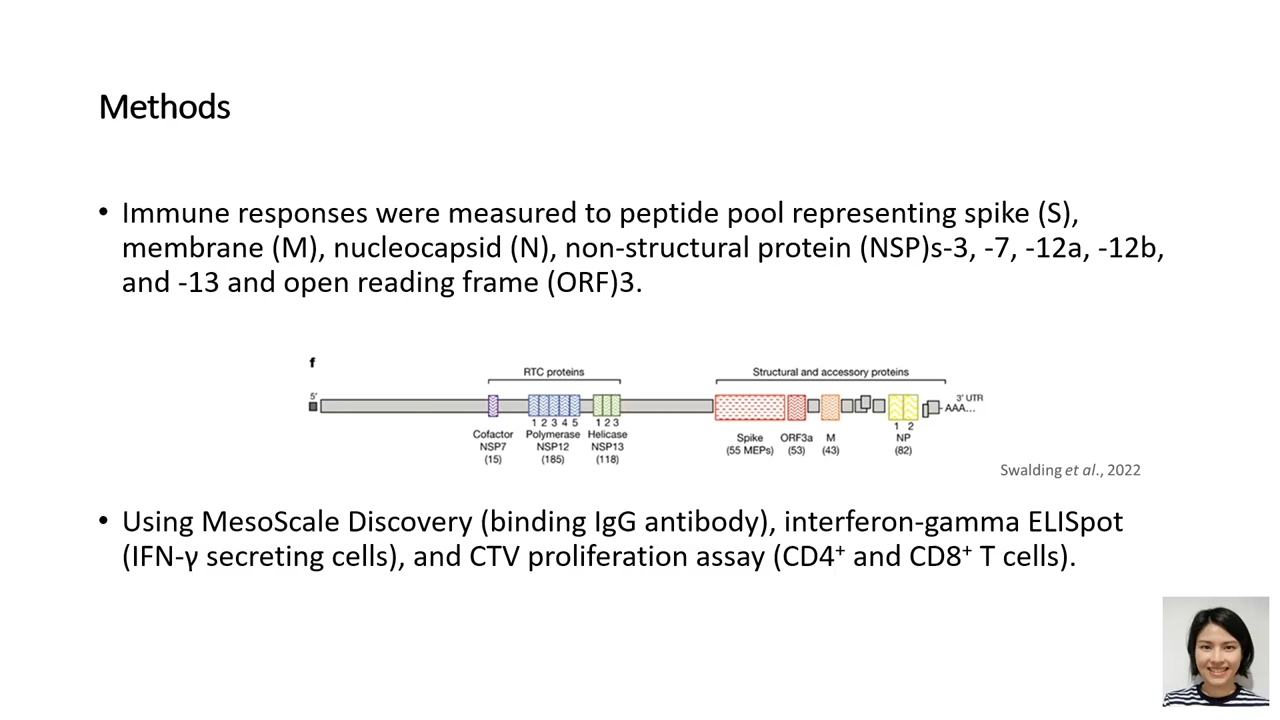 Methods
• Immune responses were measured to peptide pool representing spike (S),
membrane (M), nucleocapsid (N), non-structural protein (NSP)s-3, -7, -12a, -12b,
and -13 and open reading frame (ORF)3.
f
RTC proteins
Structural and accessory proteins
5′
3′ UTR
AAA...
1 2 3 4 5
1 2 3
1 2
Cofactor
NSP7
(15)
Polymerase
NSP12
(185)
Helicase
NSP13
(118)
Spike
(55 MEPs)
ORF3a
(53)
M
(43)
NP
(82)
Swalding et al., 2022
• Using MesoScale Discovery (binding IgG antibody), interferon-gamma ELISpot
(IFN-γ secreting cells), and CTV proliferation assay (CD4⁺ and CD8⁺ T cells).